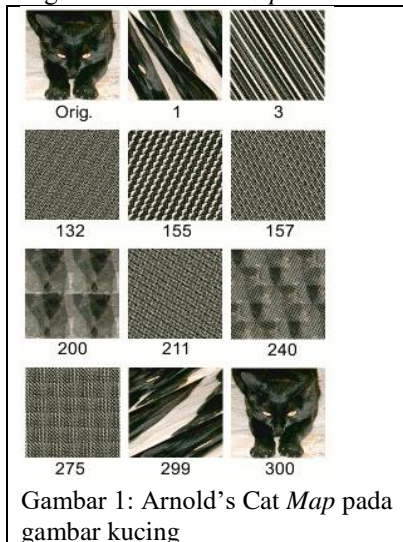 Orig. 1 3
132 155 157
200 211 240
275 299 300
Gambar 1: Arnold's Cat Map pada
gambar kucing